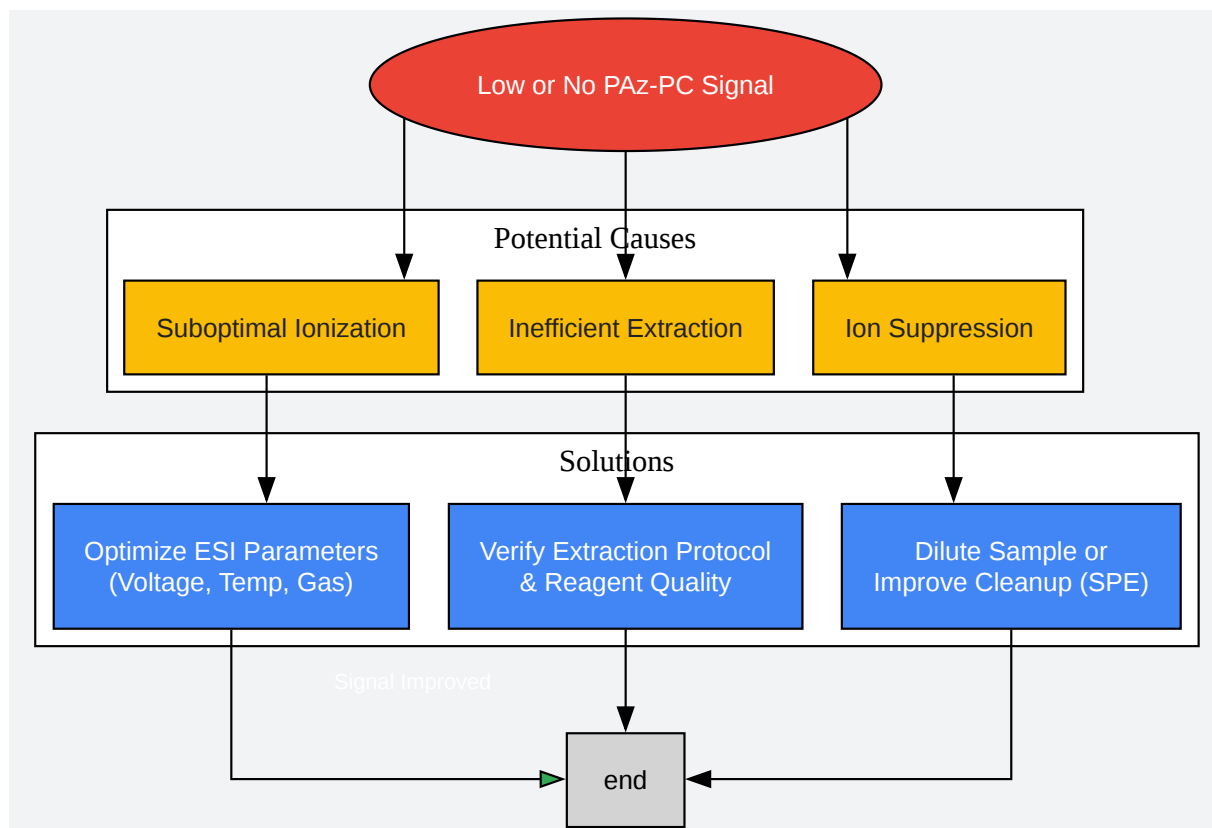 Low or No PAz-PC Signal
Potential Causes
Suboptimal Ionization
Inefficient Extraction
Ion Suppression
Solutions
Optimize ESI Parameters
(Voltage, Temp, Gas)
Verify Extraction Protocol
& Reagent Quality
Dilute Sample or
Improve Cleanup (SPE)
Signal Improved
end